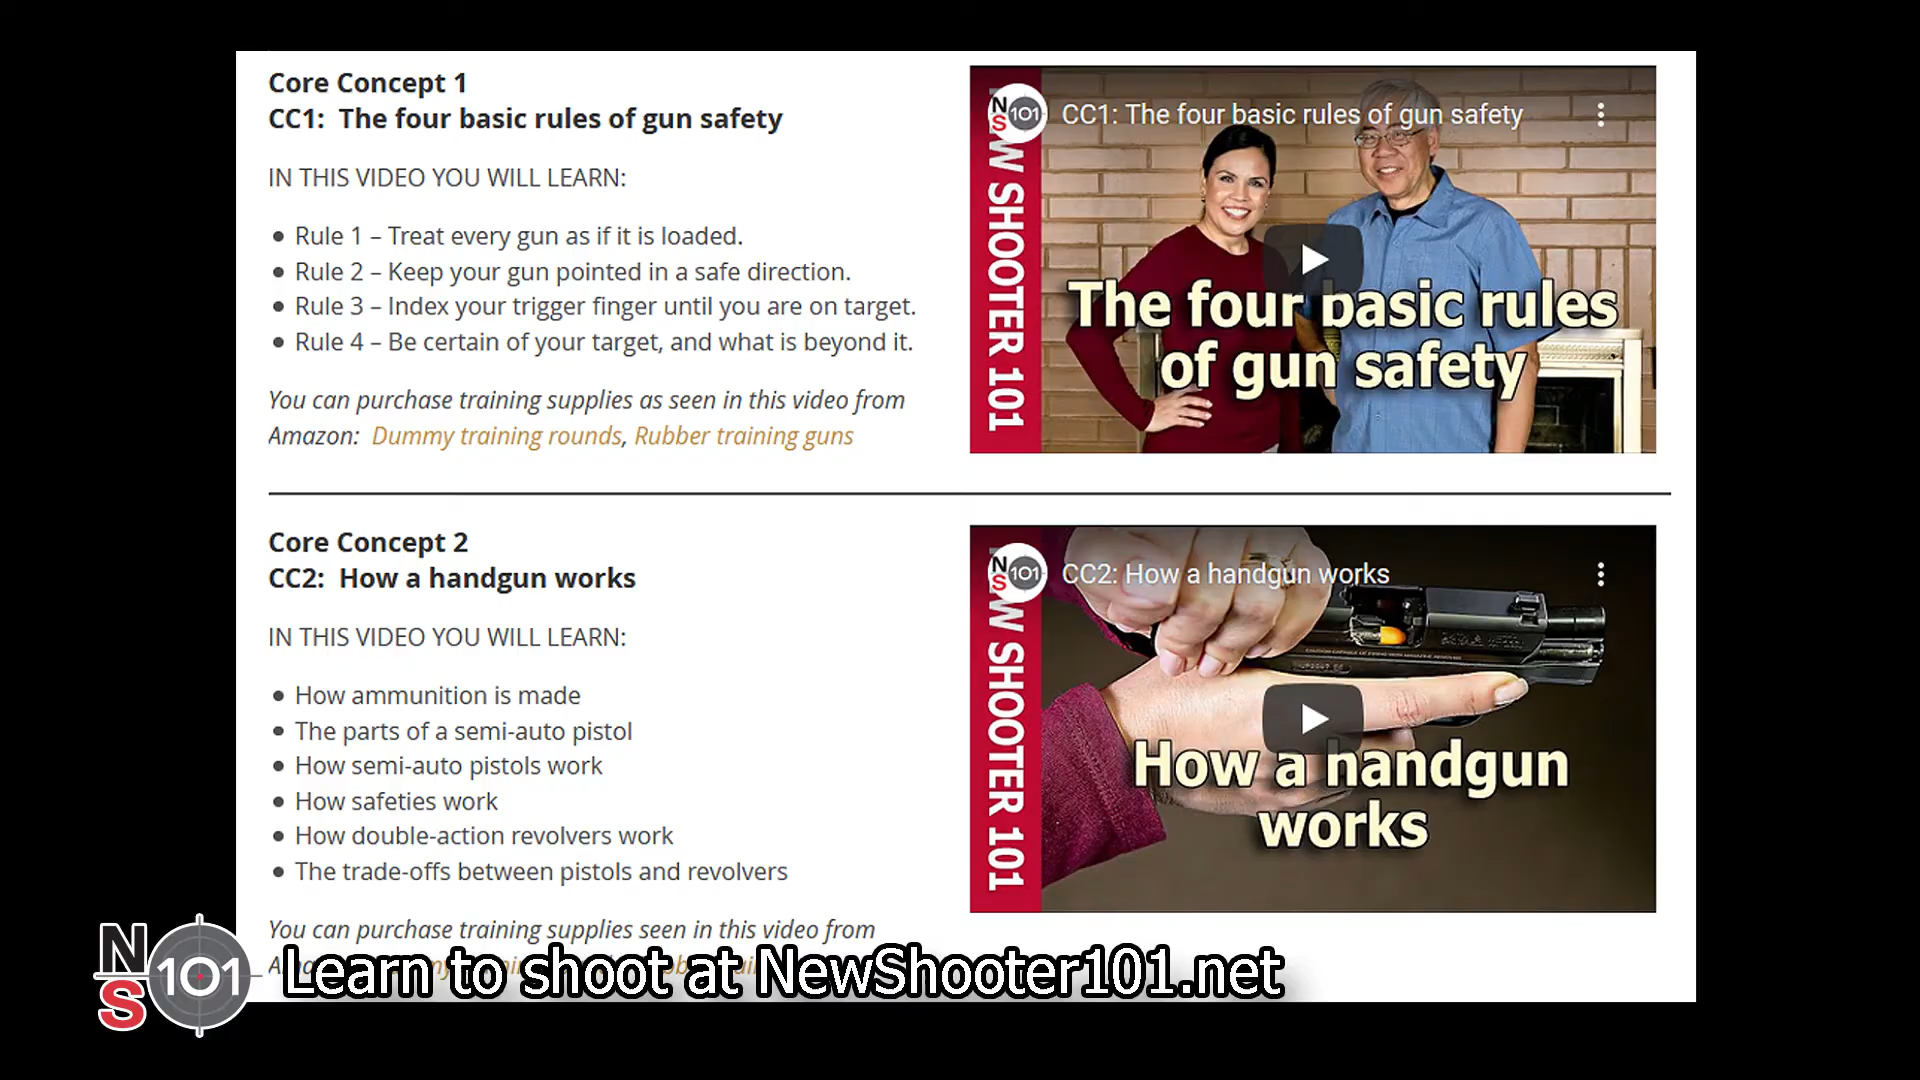 Core Concept 1
CC1: The four basic rules of gun safety
IN THIS VIDEO YOU WILL LEARN:
• Rule 1 – Treat every gun as if it is loaded.
• Rule 2 – Keep your gun pointed in a safe direction.
• Rule 3 – Index your trigger finger until you are on target.
• Rule 4 – Be certain of your target, and what is beyond it.
You can purchase training supplies as seen in this video from
Amazon: Dummy training rounds, Rubber training guns
NS 101
CC1: The four basic rules of gun safety
SHOOTER 101
The four basic rules
of gun safety
Core Concept 2
CC2: How a handgun works
IN THIS VIDEO YOU WILL LEARN:
• How ammunition is made
• The parts of a semi-auto pistol
• How semi-auto pistols work
• How safeties work
• How double-action revolvers work
• The trade-offs between pistols and revolvers
You can purchase training supplies seen in this video from
NS 101
CC2: How a handgun works
SHOOTER 101
How a handgun
works
NS 101
Learn to shoot at NewShooter101.net